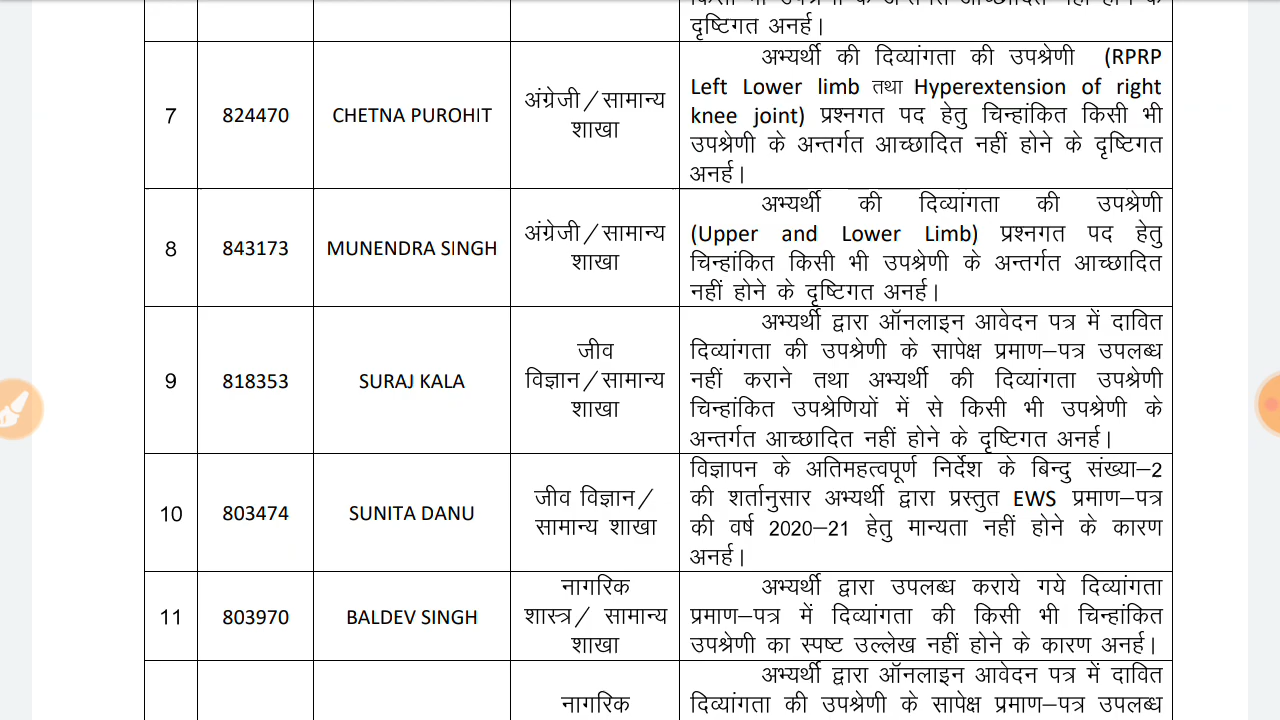 दृष्टिगत अनर्ह।
7
824470
CHETNA PUROHIT
अंग्रेजी/सामान्य
शाखा
अभ्यर्थी की दिव्यांगता की उपश्रेणी (RPRP
Left Lower limb तथा Hyperextension of right
knee joint) प्रश्नगत पद हेतु चिन्हांकित किसी भी
उपश्रेणी के अन्तर्गत आच्छादित नहीं होने के दृष्टिगत
अनर्ह।
8
843173
MUNENDRA SINGH
अंग्रेजी/सामान्य
शाखा
अभ्यर्थी की दिव्यांगता की उपश्रेणी
(Upper and Lower Limb) प्रश्नगत पद हेतु
चिन्हांकित किसी भी उपश्रेणी के अन्तर्गत आच्छादित
नहीं होने के दृष्टिगत अनर्ह।
9
818353
SURAJ KALA
जीव
विज्ञान/सामान्य
शाखा
अभ्यर्थी द्वारा ऑनलाइन आवेदन पत्र में दावित
दिव्यांगता की उपश्रेणी के सापेक्ष प्रमाण–पत्र उपलब्ध
नहीं कराने तथा अभ्यर्थी की दिव्यांगता उपश्रेणी
चिन्हांकित उपश्रेणियों में से किसी भी उपश्रेणी के
अन्तर्गत आच्छादित नहीं होने के दृष्टिगत अनर्ह।
10
803474
SUNITA DANU
जीव विज्ञान/
सामान्य शाखा
विज्ञापन के अतिमहत्वपूर्ण निर्देश के बिन्दु संख्या–2
की शर्तानुसार अभ्यर्थी द्वारा प्रस्तुत EWS प्रमाण–पत्र
की वर्ष 2020–21 हेतु मान्यता नहीं होने के कारण
अनर्ह।
11
803970
BALDEV SINGH
नागरिक
शास्त्र/ सामान्य
शाखा
अभ्यर्थी द्वारा उपलब्ध कराये गये दिव्यांगता
प्रमाण–पत्र में दिव्यांगता की किसी भी चिन्हांकित
उपश्रेणी का स्पष्ट उल्लेख नहीं होने के कारण अनर्ह।
नागरिक
अभ्यर्थी द्वारा ऑनलाइन आवेदन पत्र में दावित
दिव्यांगता की उपश्रेणी के सापेक्ष प्रमाण–पत्र उपलब्ध